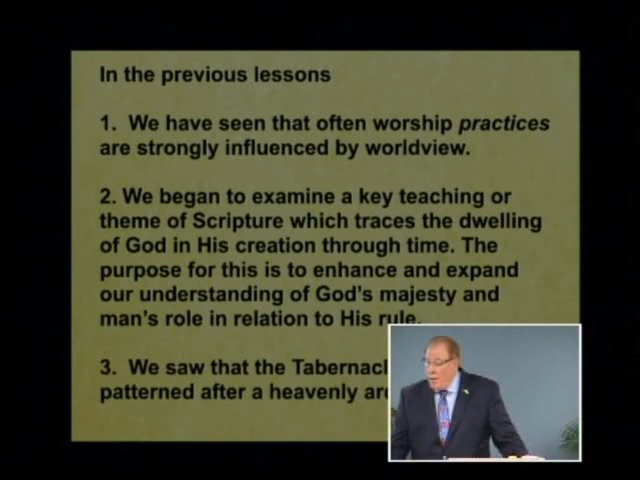 In the previous lessons
1. We have seen that often worship practices
are strongly influenced by worldview.
2. We began to examine a key teaching or
theme of Scripture which traces the dwelling
of God in His creation through time. The
purpose for this is to enhance and expand
our understanding of God's majesty and
man's role in relation to His rule.
3. We saw that the
patterned after a heavenly